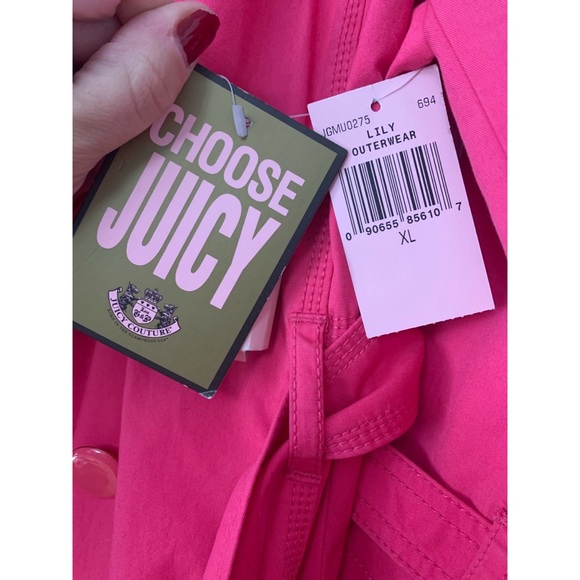 CHOOSE
JUICY
JUICY COUTURE
JGMU0275
694
LILY
OUTERWEAR
0 90655 85610 7
XL